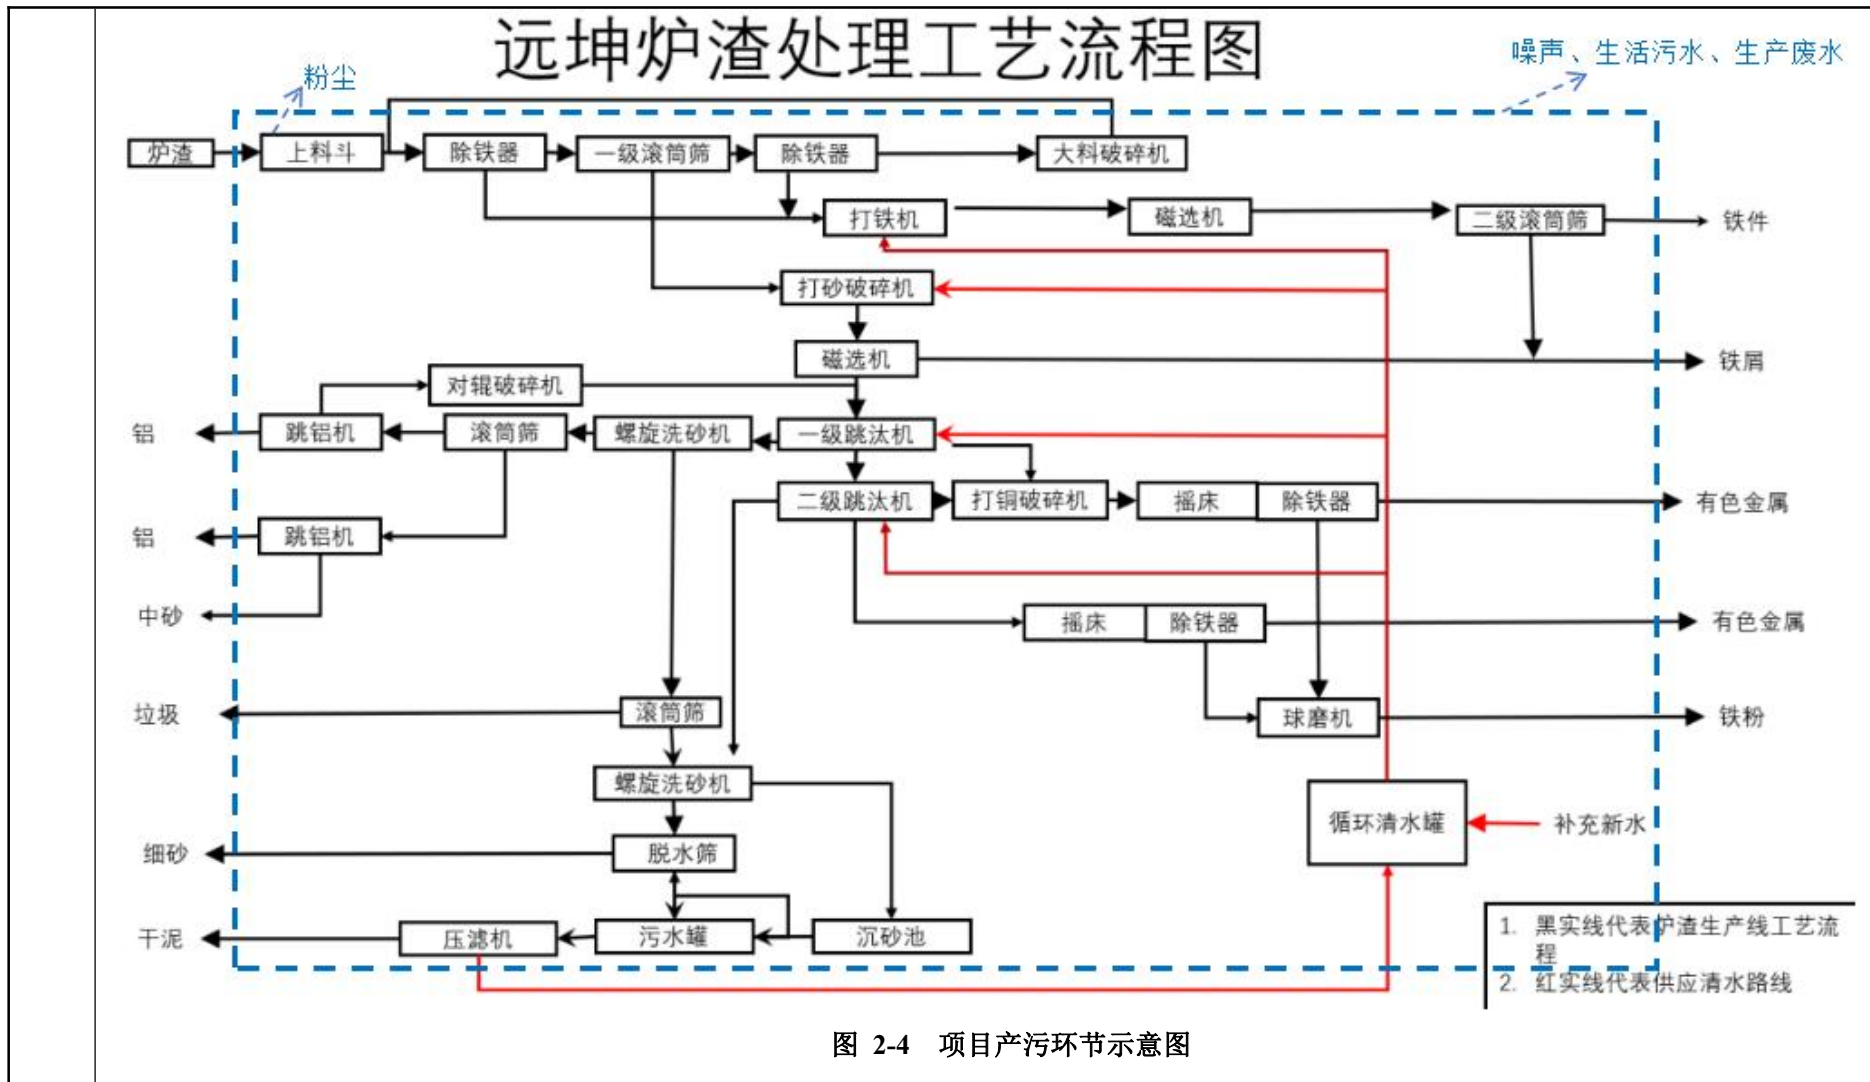 远坤炉渣处理工艺流程图
噪声、生活污水、生产废水
粉尘
炉渣
上料斗
除铁器
一级滚筒筛
除铁器
大料破碎机
打铁机
磁选机
二级滚筒筛
铁件
打砂破碎机
磁选机
铁屑
对辊破碎机
铝
跳铝机
滚筒筛
螺旋洗砂机
一级跳汰机
二级跳汰机
打铜破碎机
摇床
除铁器
有色金属
铝
跳铝机
中砂
摇床
除铁器
有色金属
垃圾
滚筒筛
球磨机
铁粉
螺旋洗砂机
循环清水罐
补充新水
细砂
脱水筛
干泥
压滤机
污水罐
沉砂池
1. 黑实线代表炉渣生产线工艺流
程
2. 红实线代表供应清水路线
图 2-4 项目产污环节示意图